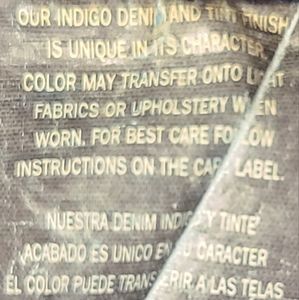 OUR INDIGO DENIM AND TINT FINISH
IS UNIQUE IN ITS CHARACTER.
COLOR MAY TRANSFER ONTO LIGHT
FABRICS OR UPHOLSTERY WHEN
WORN. FOR BEST CARE FOLLOW
INSTRUCTIONS ON THE CARE LABEL.
NUESTRA DENIM INDIGO Y TINTE
ACABADO ES UNICO EN SU CARACTER
EL COLOR PUEDE TRANSFERIR A LAS TELAS